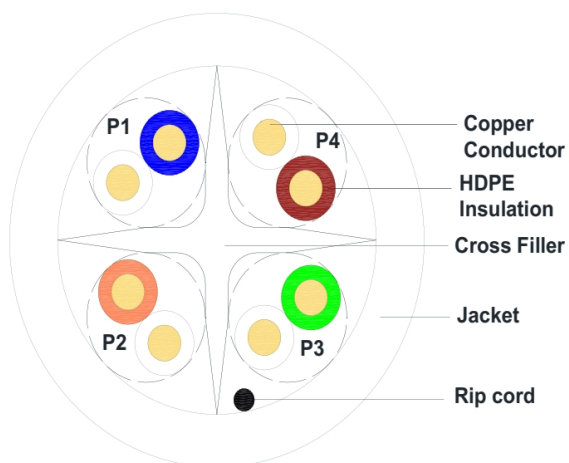 P1
P4
Copper
Conductor
HDPE
Insulation
Cross Filler
P2
P3
Jacket
Rip cord